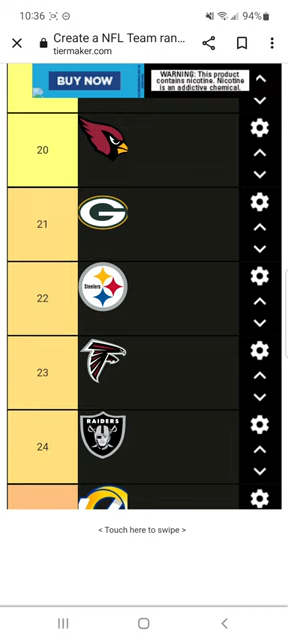 10:36
94%
Create a NFL Team ran...
tiermaker.com
BUY NOW
WARNING: This product
contains nicotine. Nicotine
is an addictive chemical.
20
21
G
22
Steelers
23
24
RAIDERS
< Touch here to swipe >